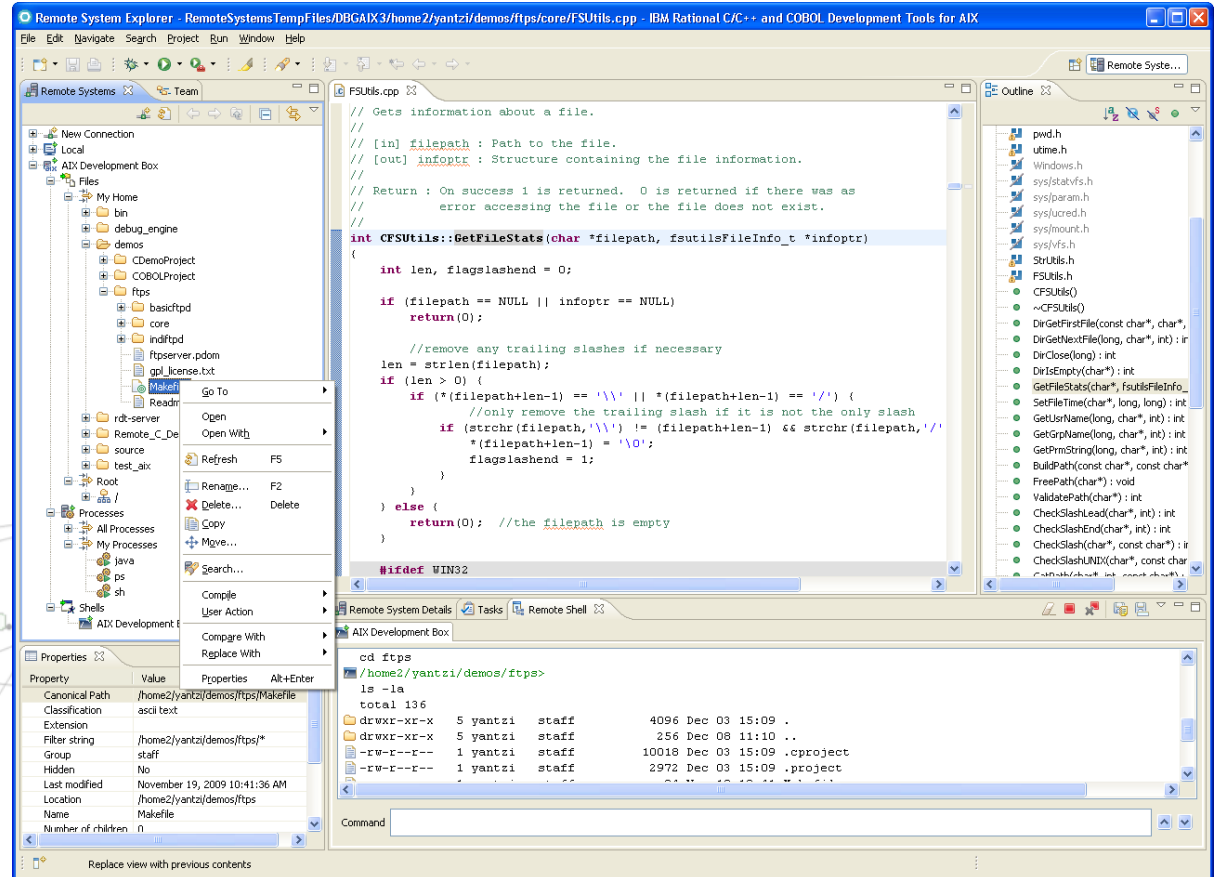 Remote System Explorer - RemoteSystemsTempFiles/DBGAIX3/home2/yantzi/demos/ftps/core/FSUtils.cpp - IBM Rational C/C++ and COBOL Development Tools for AIX
File Edit Navigate Search Project Run Window Help
Remote Syste...
Remote Systems Team
New Connection
Local
AIX Development Box
Files
My Home
bin
debug_engine
demos
CDemoProject
COBOLProject
ftps
basicftpd
core
indiftpd
ftpserver.pdom
gpl_license.txt
rdt-server
source
test_aix
Root
/
Processes
All Processes
My Processes
java
ps
sh
Shells
AIX Development
Go To
Open
Open With
Refresh F5
Rename... F2
Delete... Delete
Copy
Move...
Search...
Compile
User Action
Compare With
Replace With
Properties Alt+Enter
FSUtils.cpp
// Gets information about a file.
//
// [in] filepath : Path to the file.
// [out] infoptr : Structure containing the file information.
//
// Return : On success 1 is returned. 0 is returned if there was as
// error accessing the file or the file does not exist.
//
int CFSUtils::GetFileStats(char *filepath, fsutilsFileInfo_t *infoptr)
{
int len, flagslashend = 0;
if (filepath == NULL || infoptr == NULL)
return(0);
//remove any trailing slashes if necessary
len = strlen(filepath);
if (len > 0) {
if (*(filepath+len-1) == '\\' || *(filepath+len-1) == '/') {
//only remove the trailing slash if it is not the only slash
if (strchr(filepath,'\\') != (filepath+len-1) && strchr(filepath,'/'
*(filepath+len-1) = '\0';
flagslashend = 1;
}
}
} else {
return(0); //the filepath is empty
}
#ifdef WIN32
Outline
pwd.h
utime.h
Windows.h
sys/statvfs.h
sys/param.h
sys/ucred.h
sys/mount.h
sys/vfs.h
StrUtils.h
FSUtils.h
CFSUtils()
~CFSUtils()
DirGetFirstFile(const char*, char*,
DirGetNextFile(long, char*, int) : ir
DirClose(long) : int
DirIsEmpty(char*) : int
GetFileStats(char*, fsutilsFileInfo_
SetFileTime(char*, long, long) : int
GetUsrName(long, char*, int) : int
GetGrpName(long, char*, int) : int
GetPrmString(long, char*, int) : int
BuildPath(const char*, const char*
FreePath(char*) : void
ValidatePath(char*) : int
CheckSlashLead(char*, int) : int
CheckSlashEnd(char*, int) : int
CheckSlash(char*, const char*) : ir
CheckSlashUNIX(char*, const char
Properties
Property Value
Canonical Path /home2/yantzi/demos/ftps/Makefile
Classification ascii text
Extension
Filter string /home2/yantzi/demos/ftps/*
Group staff
Hidden No
Last modified November 19, 2009 10:41:36 AM
Location /home2/yantzi/demos/ftps
Name Makefile
Number of children 0
Remote System Details Tasks Remote Shell
AIX Development Box
cd ftps
/home2/yantzi/demos/ftps>
ls -la
total 136
drwxr-xr-x 5 yantzi staff 4096 Dec 03 15:09 .
drwxr-xr-x 5 yantzi staff 256 Dec 08 11:10 ..
-rw-r--r-- 1 yantzi staff 10018 Dec 03 15:09 .cproject
-rw-r--r-- 1 yantzi staff 2972 Dec 03 15:09 .project
Command
Replace view with previous contents